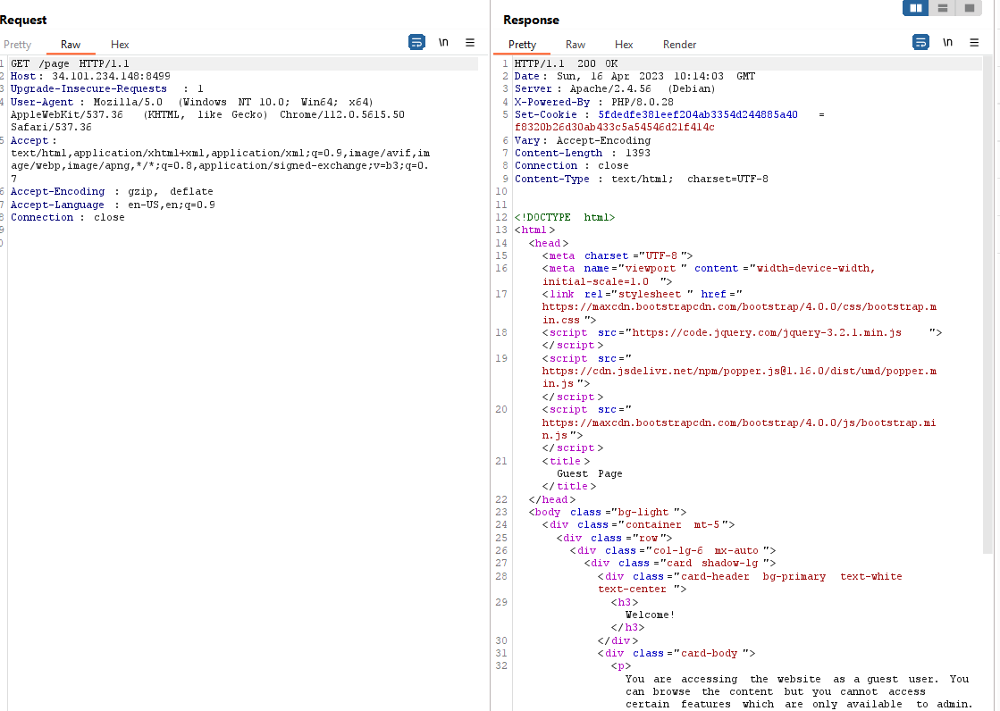 Request
Pretty Raw Hex \n
1 GET /page HTTP/1.1
2 Host: 34.101.234.148:8499
3 Upgrade-Insecure-Requests : 1
4 User-Agent : Mozilla/5.0 (Windows NT 10.0; Win64; x64)
AppleWebKit/537.36 (KHTML, like Gecko) Chrome/112.0.5615.50
Safari/537.36
5 Accept :
text/html,application/xhtml+xml,application/xml;q=0.9,image/avif,im
age/webp,image/apng,*/*;q=0.8,application/signed-exchange;v=b3;q=0.
7
6 Accept-Encoding : gzip, deflate
7 Accept-Language : en-US,en;q=0.9
8 Connection : close
9
0
Response
Pretty Raw Hex Render \n
1 HTTP/1.1 200 OK
2 Date: Sun, 16 Apr 2023 10:14:03 GMT
3 Server: Apache/2.4.56 (Debian)
4 X-Powered-By : PHP/8.0.28
5 Set-Cookie : 5fdedfe381eef204ab3354d244885a40 =
f8320b26d30ab433c5a54546d21f414c
6 Vary: Accept-Encoding
7 Content-Length : 1393
8 Connection : close
9 Content-Type : text/html; charset=UTF-8
10
11
12 <!DOCTYPE html>
13 <html>
14 <head>
15 <meta charset="UTF-8">
16 <meta name="viewport" content="width=device-width,
initial-scale=1.0 ">
17 <link rel="stylesheet" href="
https://maxcdn.bootstrapcdn.com/bootstrap/4.0.0/css/bootstrap.m
in.css">
18 <script src="https://code.jquery.com/jquery-3.2.1.min.js ">
</script>
19 <script src="
https://cdn.jsdelivr.net/npm/popper.js@1.16.0/dist/umd/popper.m
in.js">
</script>
20 <script src="
https://maxcdn.bootstrapcdn.com/bootstrap/4.0.0/js/bootstrap.mi
n.js">
</script>
21 <title>
Guest Page
</title>
22 </head>
23 <body class="bg-light">
24 <div class="container mt-5">
25 <div class="row">
26 <div class="col-lg-6 mx-auto">
27 <div class="card shadow-lg">
28 <div class="card-header bg-primary text-white
text-center">
29 <h3>
Welcome!
</h3>
30 </div>
31 <div class="card-body">
32 <p>
You are accessing the website as a guest user. You
can browse the content but you cannot access
certain features which are only available to admin.